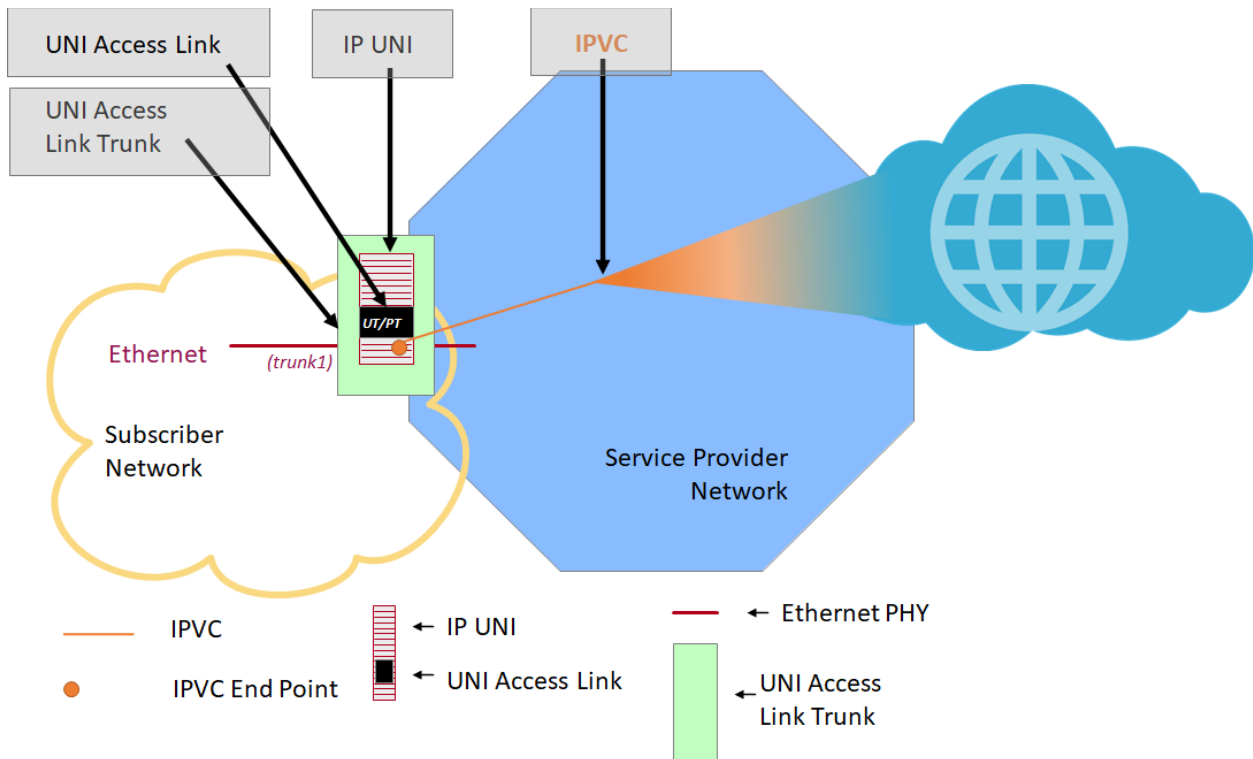 UNI Access Link
IP UNI
IPVC
UNI Access
Link Trunk
UT/PT
Ethernet
(trunk1)
Subscriber
Network
Service Provider
Network
IPVC
IP UNI
Ethernet PHY
IPVC End Point
UNI Access Link
UNI Access
Link Trunk